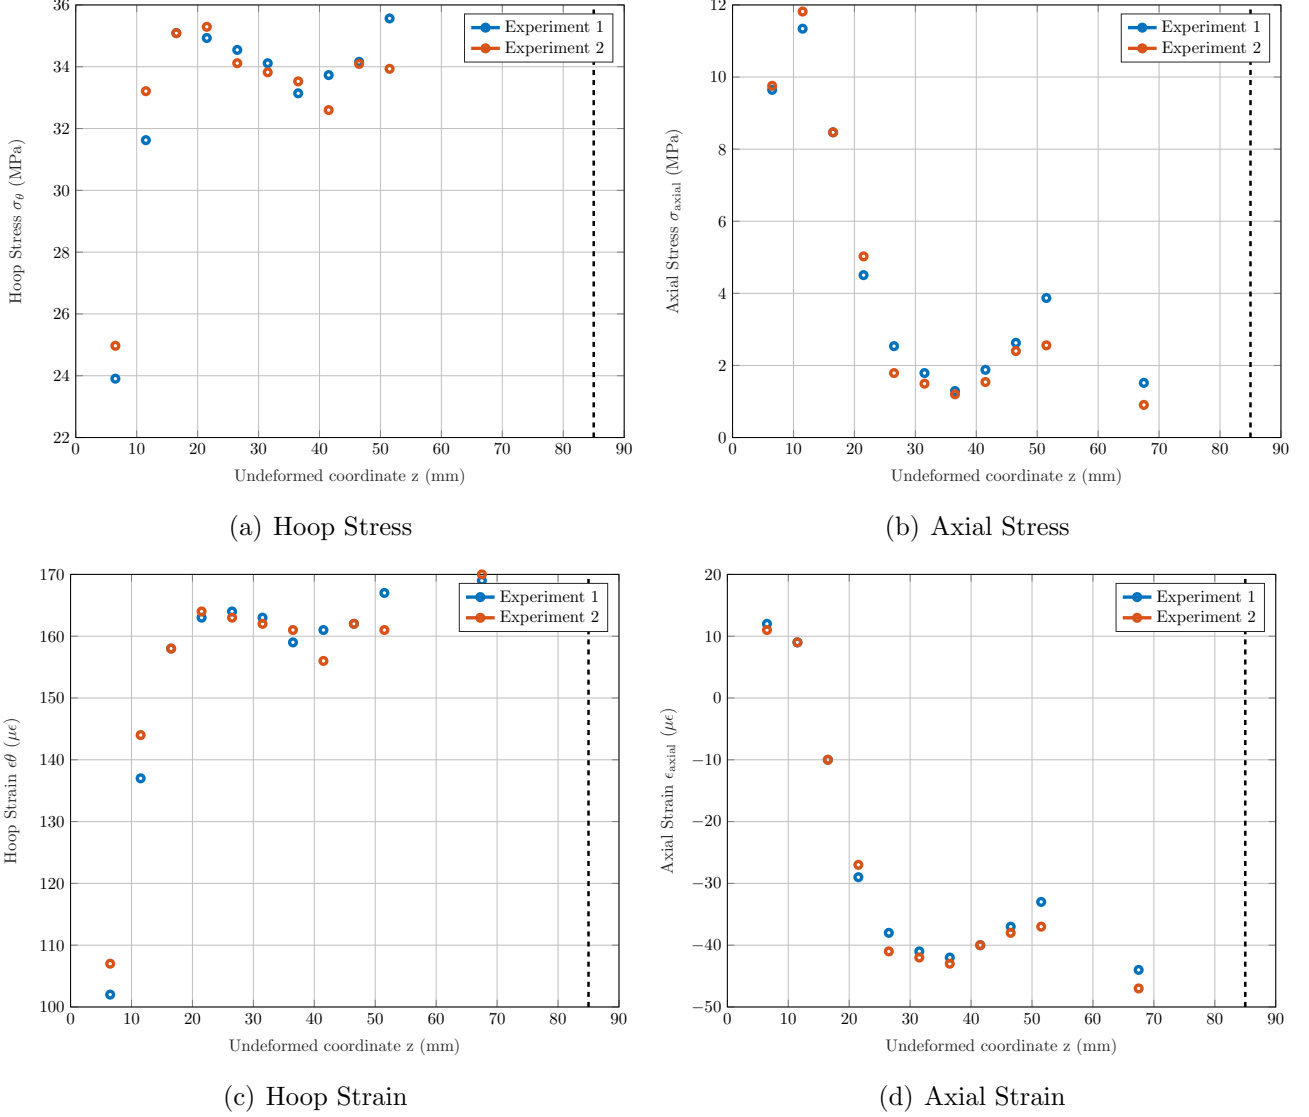 36
34
32
30
28
26
24
22
0 10 20 30 40 50 60 70 80 90
Hoop Stress σθ (MPa)
Undeformed coordinate z (mm)
Experiment 1
Experiment 2
(a) Hoop Stress
12
10
8
6
4
2
0
0 10 20 30 40 50 60 70 80 90
Axial Stress σaxial (MPa)
Undeformed coordinate z (mm)
Experiment 1
Experiment 2
(b) Axial Stress
170
160
150
140
130
120
110
100
0 10 20 30 40 50 60 70 80 90
Hoop Strain ϵθ (μϵ)
Undeformed coordinate z (mm)
Experiment 1
Experiment 2
(c) Hoop Strain
20
10
0
−10
−20
−30
−40
−50
0 10 20 30 40 50 60 70 80 90
Axial Strain ϵaxial (μϵ)
Undeformed coordinate z (mm)
Experiment 1
Experiment 2
(d) Axial Strain